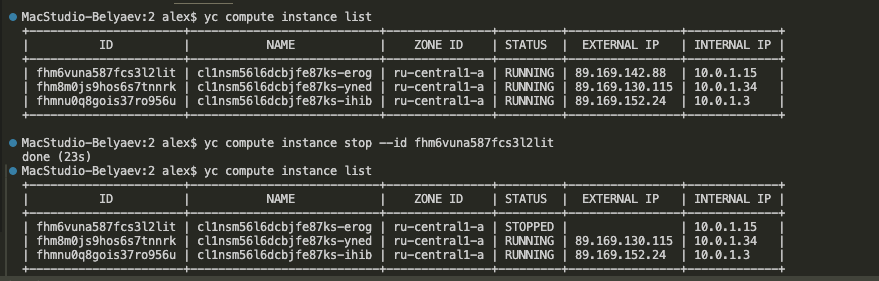 MacStudio-Belyaev:2 alex$ yc compute instance list
+----------------------+---------------------------+---------------+---------+----------------+-------------+
|          ID          |           NAME            |    ZONE ID    | STATUS  |  EXTERNAL IP   | INTERNAL IP |
+----------------------+---------------------------+---------------+---------+----------------+-------------+
| fhm6vuna587fcs3l2lit | cl1nsm56l6dcbjfe87ks-erog | ru-central1-a | RUNNING | 89.169.142.88  | 10.0.1.15   |
| fhm8m0js9hos6s7tnnrk | cl1nsm56l6dcbjfe87ks-yned | ru-central1-a | RUNNING | 89.169.130.115 | 10.0.1.34   |
| fhmnu0q8gois37ro956u | cl1nsm56l6dcbjfe87ks-ihib | ru-central1-a | RUNNING | 89.169.152.24  | 10.0.1.3    |
+----------------------+---------------------------+---------------+---------+----------------+-------------+
MacStudio-Belyaev:2 alex$ yc compute instance stop --id fhm6vuna587fcs3l2lit
done (23s)
MacStudio-Belyaev:2 alex$ yc compute instance list
+----------------------+---------------------------+---------------+---------+----------------+-------------+
|          ID          |           NAME            |    ZONE ID    | STATUS  |  EXTERNAL IP   | INTERNAL IP |
+----------------------+---------------------------+---------------+---------+----------------+-------------+
| fhm6vuna587fcs3l2lit | cl1nsm56l6dcbjfe87ks-erog | ru-central1-a | STOPPED |                | 10.0.1.15   |
| fhm8m0js9hos6s7tnnrk | cl1nsm56l6dcbjfe87ks-yned | ru-central1-a | RUNNING | 89.169.130.115 | 10.0.1.34   |
| fhmnu0q8gois37ro956u | cl1nsm56l6dcbjfe87ks-ihib | ru-central1-a | RUNNING | 89.169.152.24  | 10.0.1.3    |
+----------------------+---------------------------+---------------+---------+----------------+-------------+